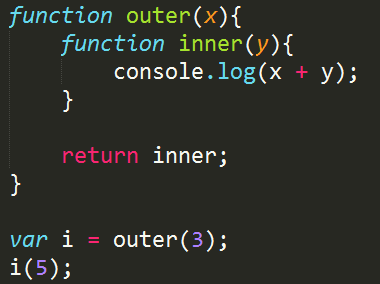 function outer(x){
    function inner(y){
        console.log(x + y);
    }

    return inner;
}

var i = outer(3);
i(5);